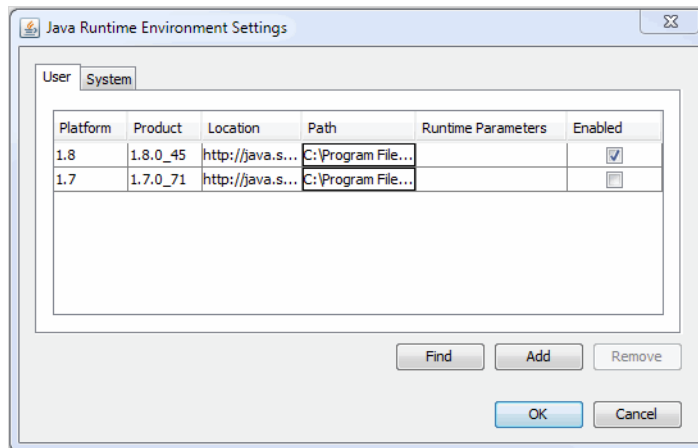 Java Runtime Environment Settings
User System
Platform Product Location Path Runtime Parameters Enabled
1.8 1.8.0_45 http://java.s... C:\Program File...
1.7 1.7.0_71 http://java.s... C:\Program File...
Find Add Remove
OK Cancel